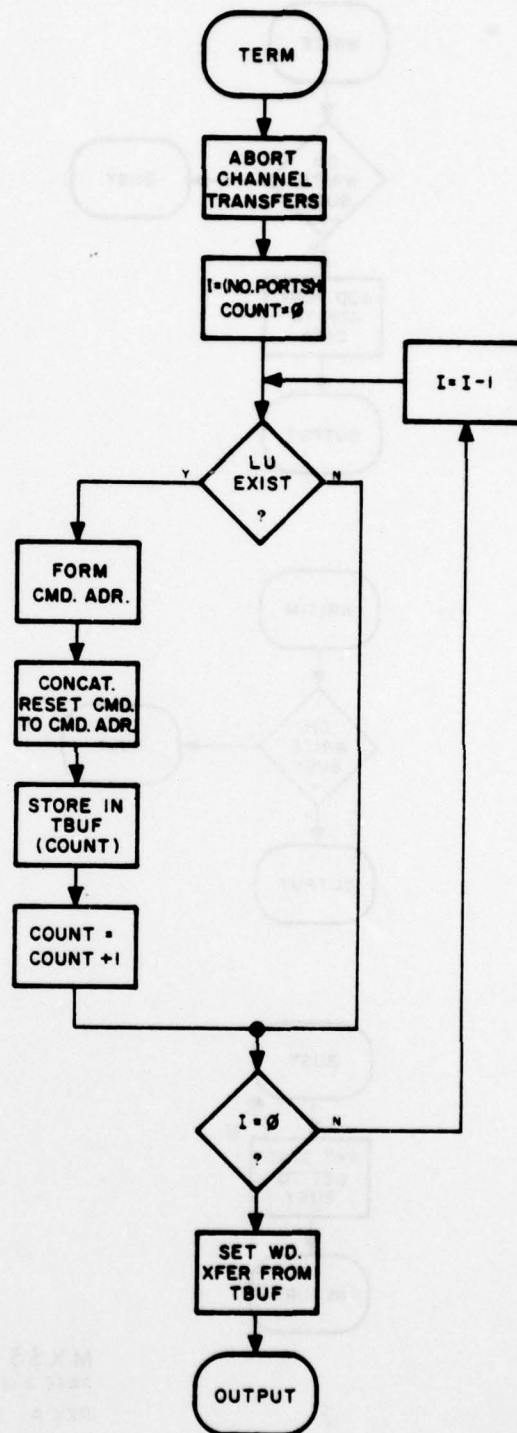 TERM
ABORT
CHANNEL
TRANSFERS
I=(NO.PORTS)-1
COUNT=Ø
I=I-1
LU
EXIST
?
Y
N
FORM
CMD. ADR.
CONCAT.
RESET CMD.
TO CMD. ADR.
STORE IN
TBUF
(COUNT)
COUNT =
COUNT +1
I=Ø
?
N
SET WD.
XFER FROM
TBUF
OUTPUT